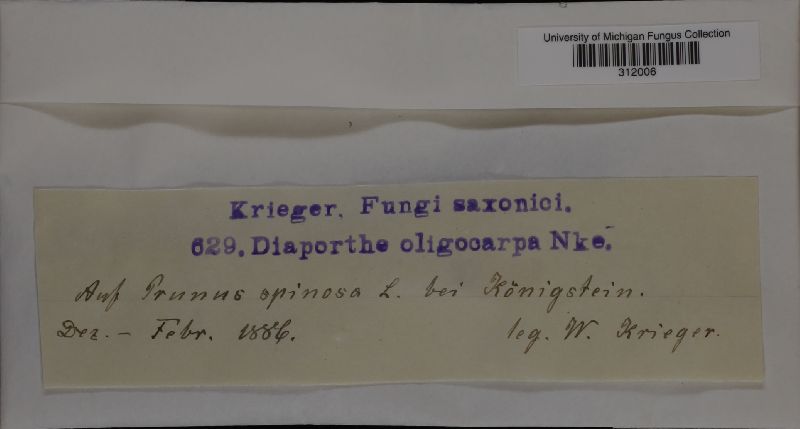 University of Michigan Fungus Collection
312006
Krieger. Fungi saxonici.
629. Diaporthe oligocarpa Nke.
Auf Prunus spinosa L. bei Königstein.
Dez. – Febr. 1886.
leg. W. Krieger.